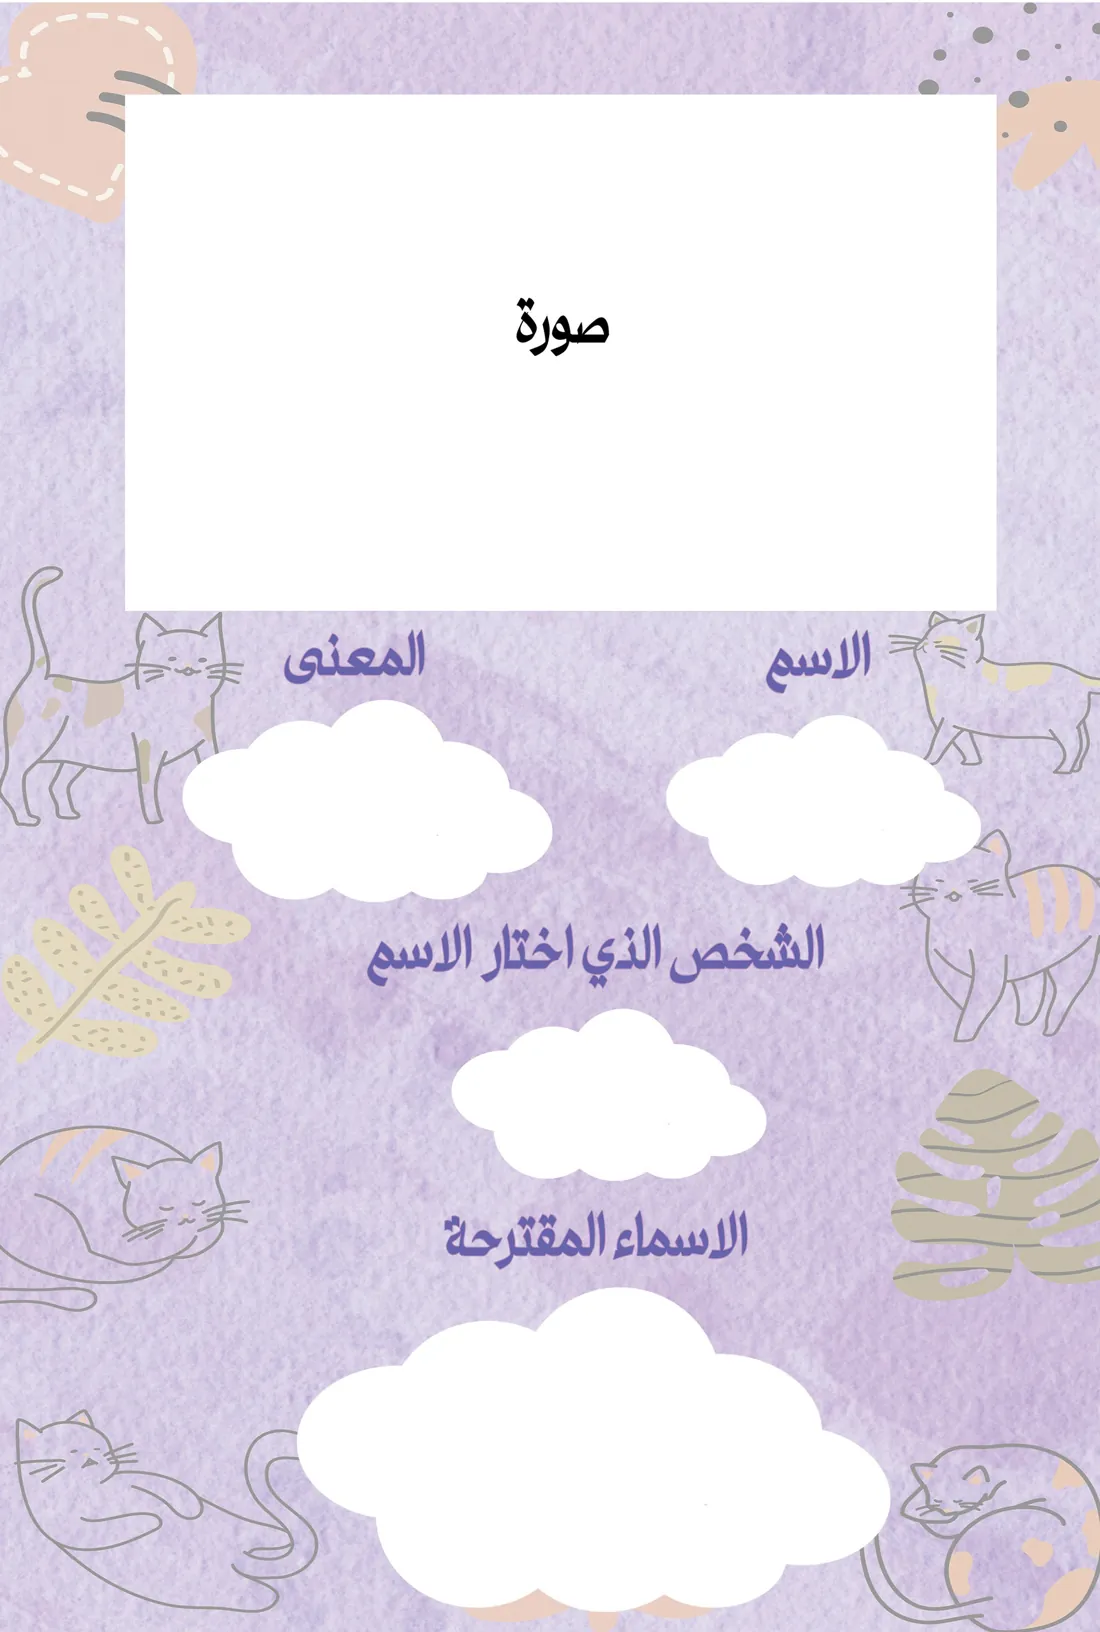 صورة
الاسم
المعنى
الشخص الذي اختار الاسم
الاسماء المقترحة